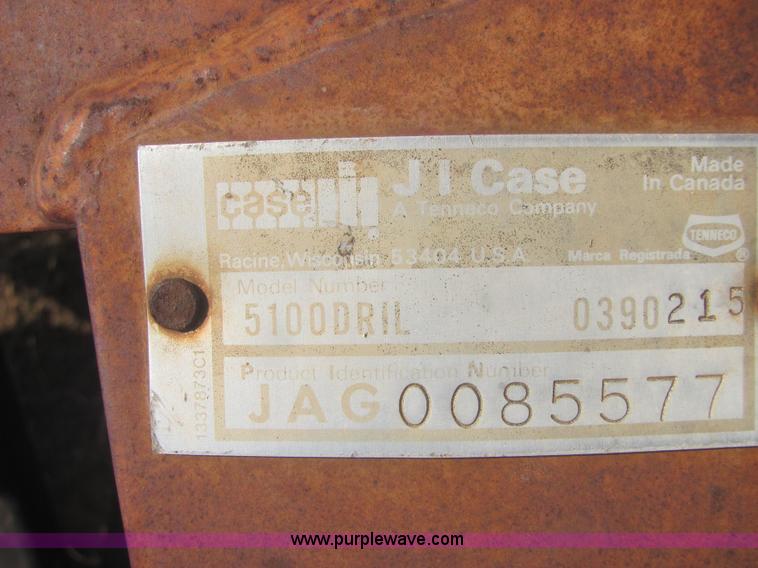 case IH J I Case
A Tenneco Company
Made In Canada
TENNECO ®
Racine, Wisconsin 53404 U.S.A. Marca Registrada
Model Number
5100DRIL 0390215
Product Identification Number
JAG0085577
1337873C1
www.purplewave.com